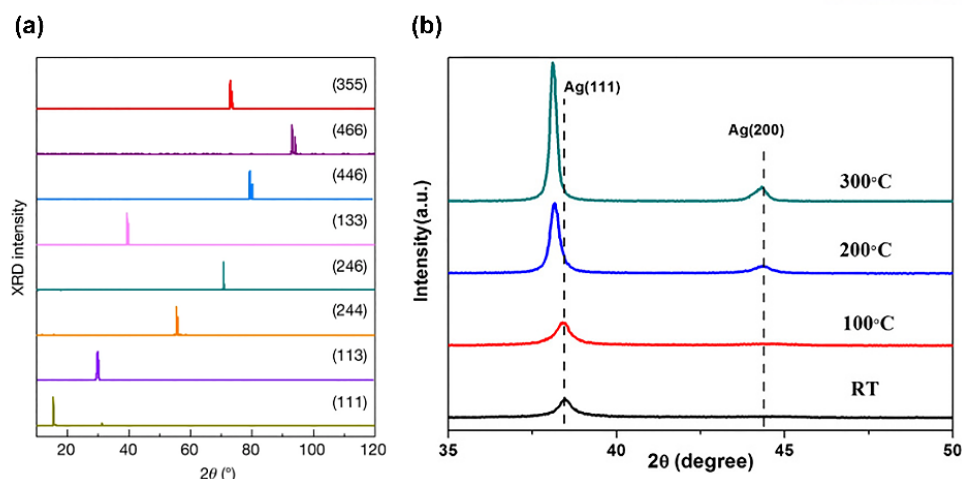 (a)
(355)
(466)
(446)
(133)
(246)
(244)
(113)
(111)
XRD intensity
20 40 60 80 100 120
2θ (°)
(b)
Ag(111)
Ag(200)
300°C
200°C
100°C
RT
Intensity(a.u.)
35 40 45 50
2θ (degree)